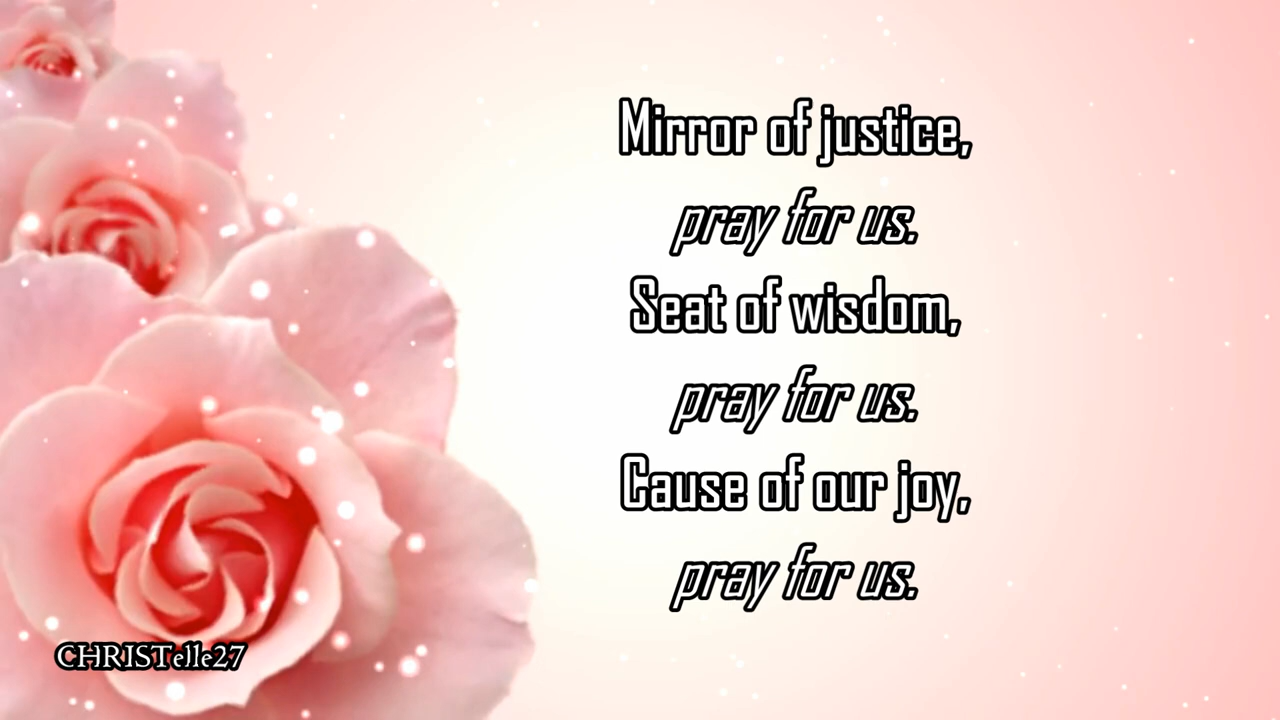 Mirror of justice,
pray for us.
Seat of wisdom,
pray for us.
Cause of our joy,
pray for us.
CHRISTelle27